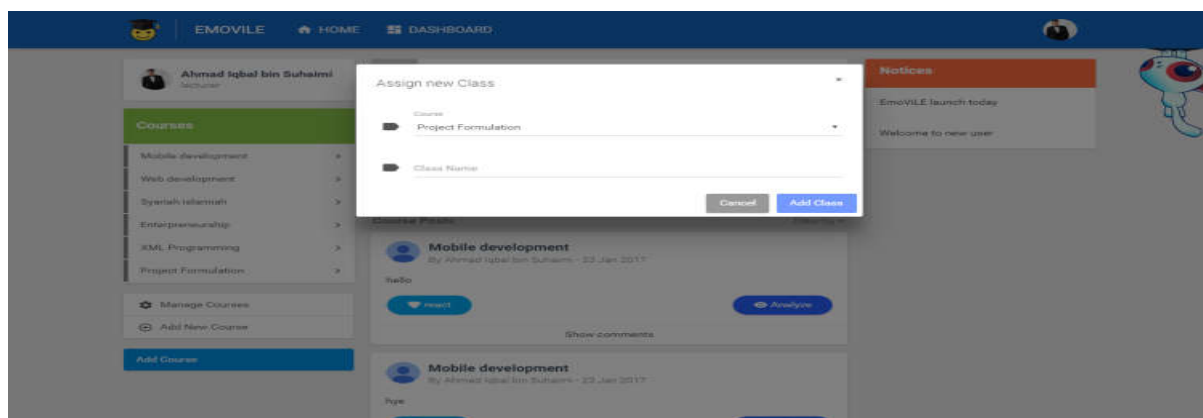 EMOVILE HOME DASHBOARD
Ahmad Iqbal bin Suhaimi
lecturer
Courses
Mobile development
Web development
Syariah Islamiah
Enterpreneurship
XML Programming
Project Formulation
Manage Courses
Add New Course
Add Course
Assign new Class
Course
Project Formulation
Class Name
Cancel Add Class
Course Posts
Mobile development
By Ahmad Iqbal bin Suhaimi - 23 Jan 2017
hello
react Analyze
Show comments
Mobile development
By Ahmad Iqbal bin Suhaimi - 23 Jan 2017
hye
Notices
EmoVILE launch today
Welcome to new user